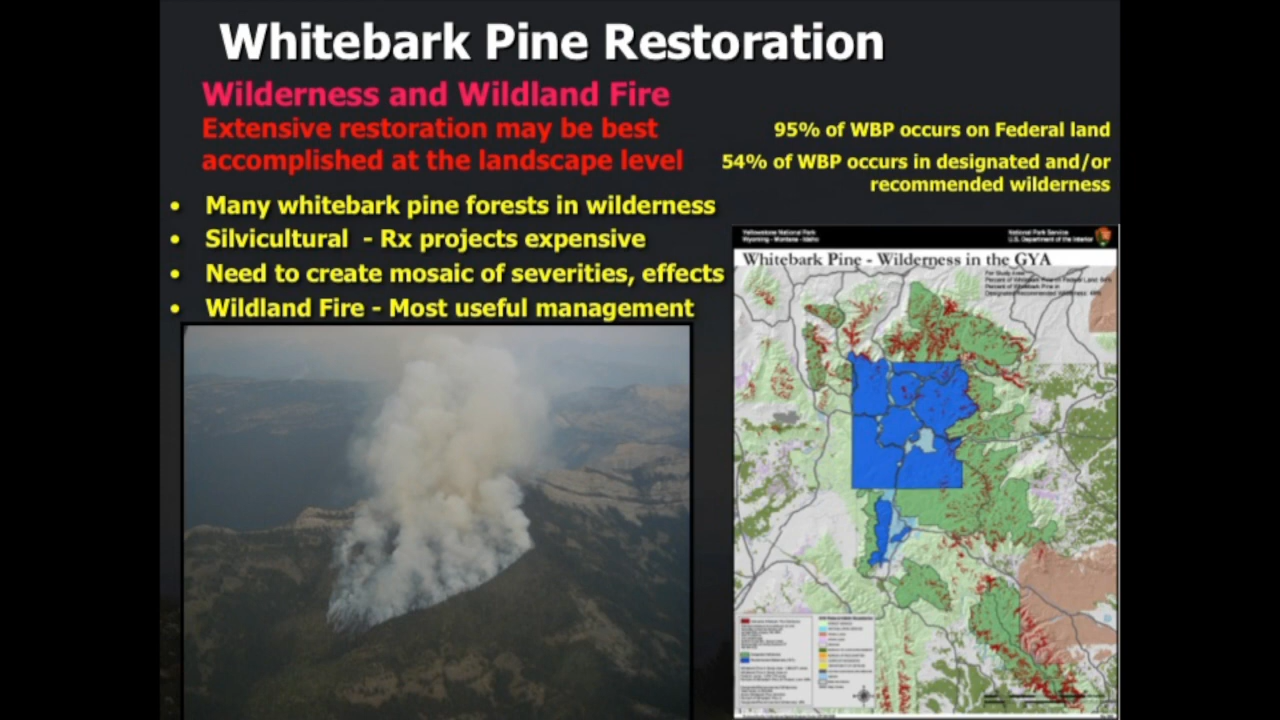 Whitebark Pine Restoration
Wilderness and Wildland Fire
Extensive restoration may be best
accomplished at the landscape level
95% of WBP occurs on Federal land
54% of WBP occurs in designated and/or
recommended wilderness
• Many whitebark pine forests in wilderness
• Silvicultural - Rx projects expensive
• Need to create mosaic of severities, effects
• Wildland Fire - Most useful management
Yellowstone National Park
Wyoming - Montana - Idaho
National Park Service
U.S. Department of the Interior
Whitebark Pine - Wilderness in the GYA